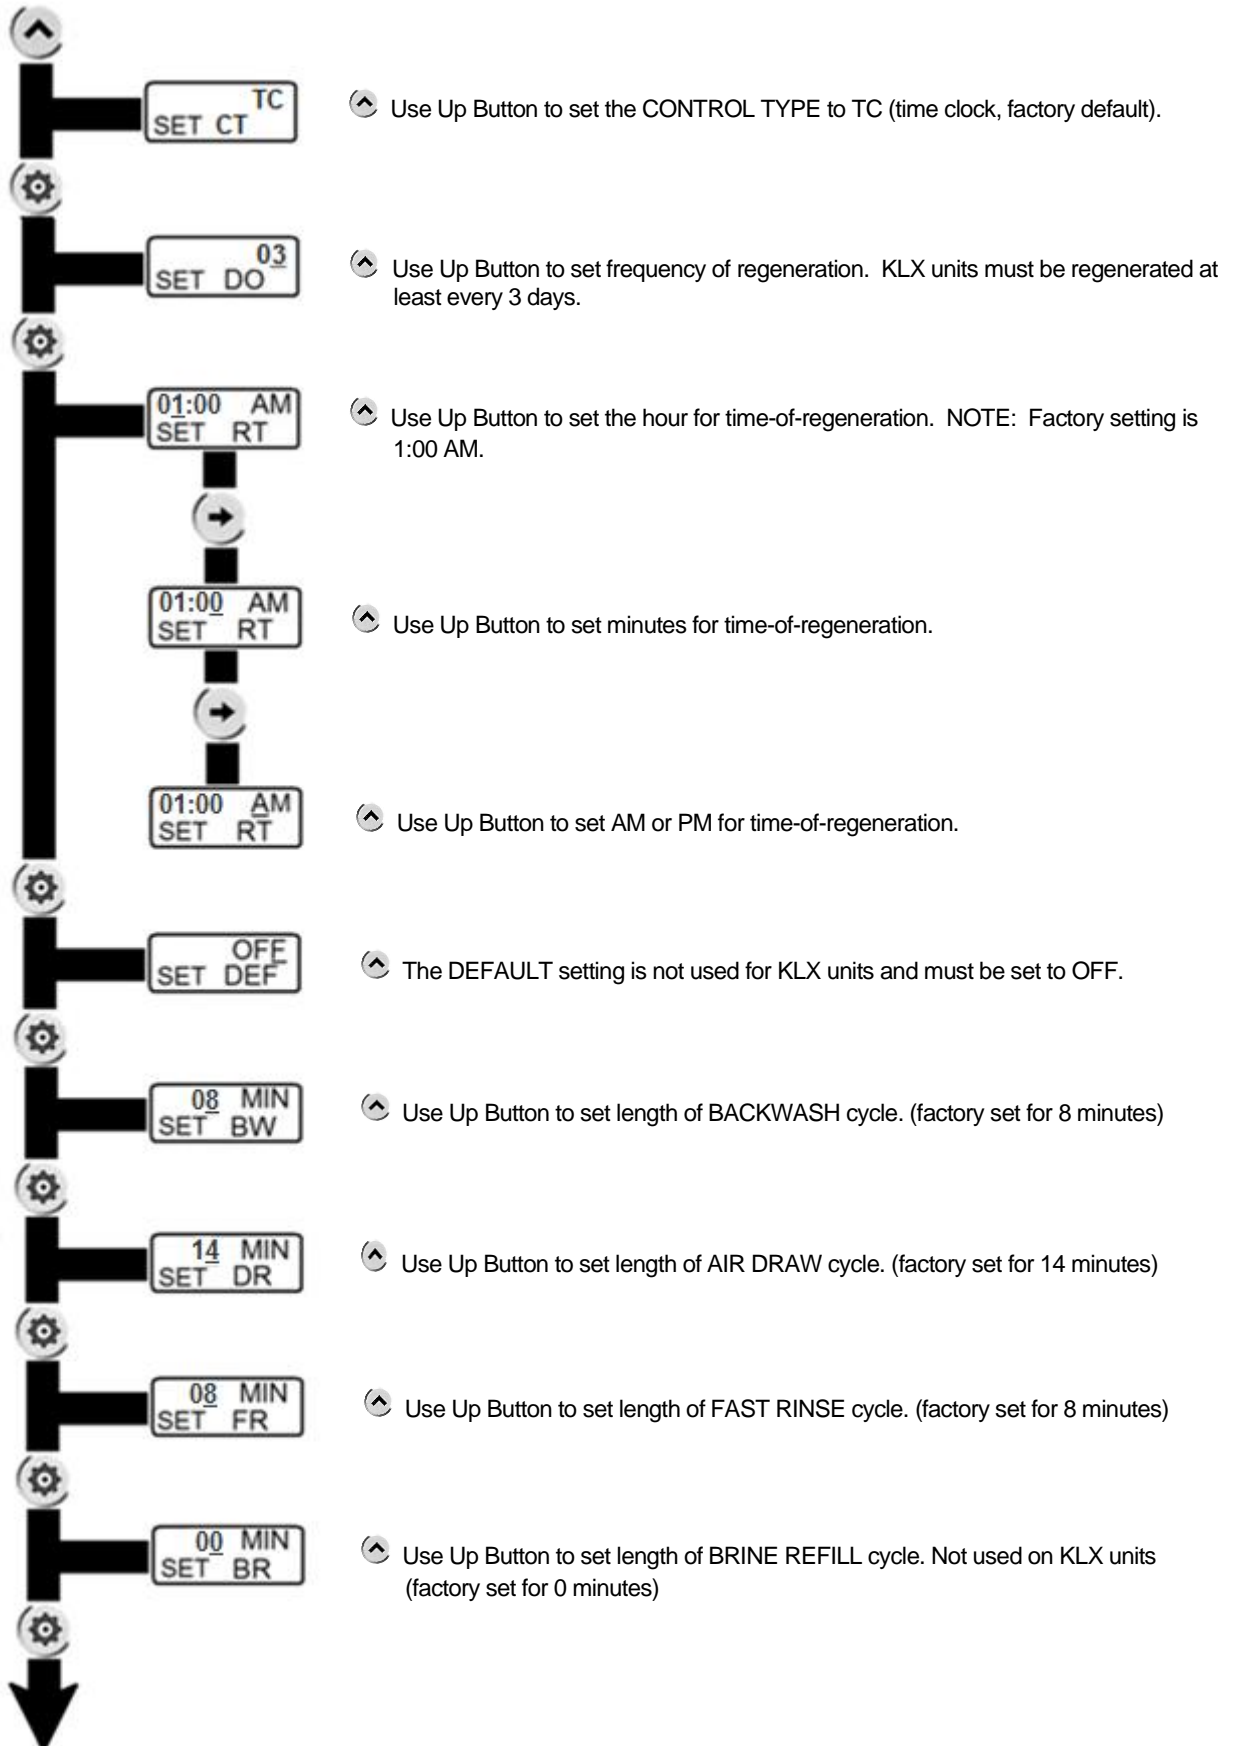 TC
SET CT
Use Up Button to set the CONTROL TYPE to TC (time clock, factory default).
03
SET DO
Use Up Button to set frequency of regeneration. KLX units must be regenerated at
least every 3 days.
01:00 AM
SET RT
Use Up Button to set the hour for time-of-regeneration. NOTE: Factory setting is
1:00 AM.
01:00 AM
SET RT
Use Up Button to set minutes for time-of-regeneration.
01:00 AM
SET RT
Use Up Button to set AM or PM for time-of-regeneration.
OFF
SET DEF
The DEFAULT setting is not used for KLX units and must be set to OFF.
08 MIN
SET BW
Use Up Button to set length of BACKWASH cycle. (factory set for 8 minutes)
14 MIN
SET DR
Use Up Button to set length of AIR DRAW cycle. (factory set for 14 minutes)
08 MIN
SET FR
Use Up Button to set length of FAST RINSE cycle. (factory set for 8 minutes)
00 MIN
SET BR
Use Up Button to set length of BRINE REFILL cycle. Not used on KLX units
(factory set for 0 minutes)